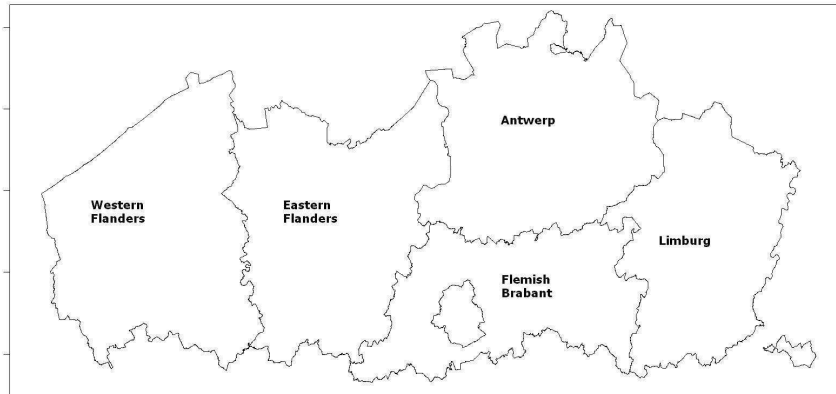 Antwerp
Western
Flanders
Eastern
Flanders
Limburg
Flemish
Brabant